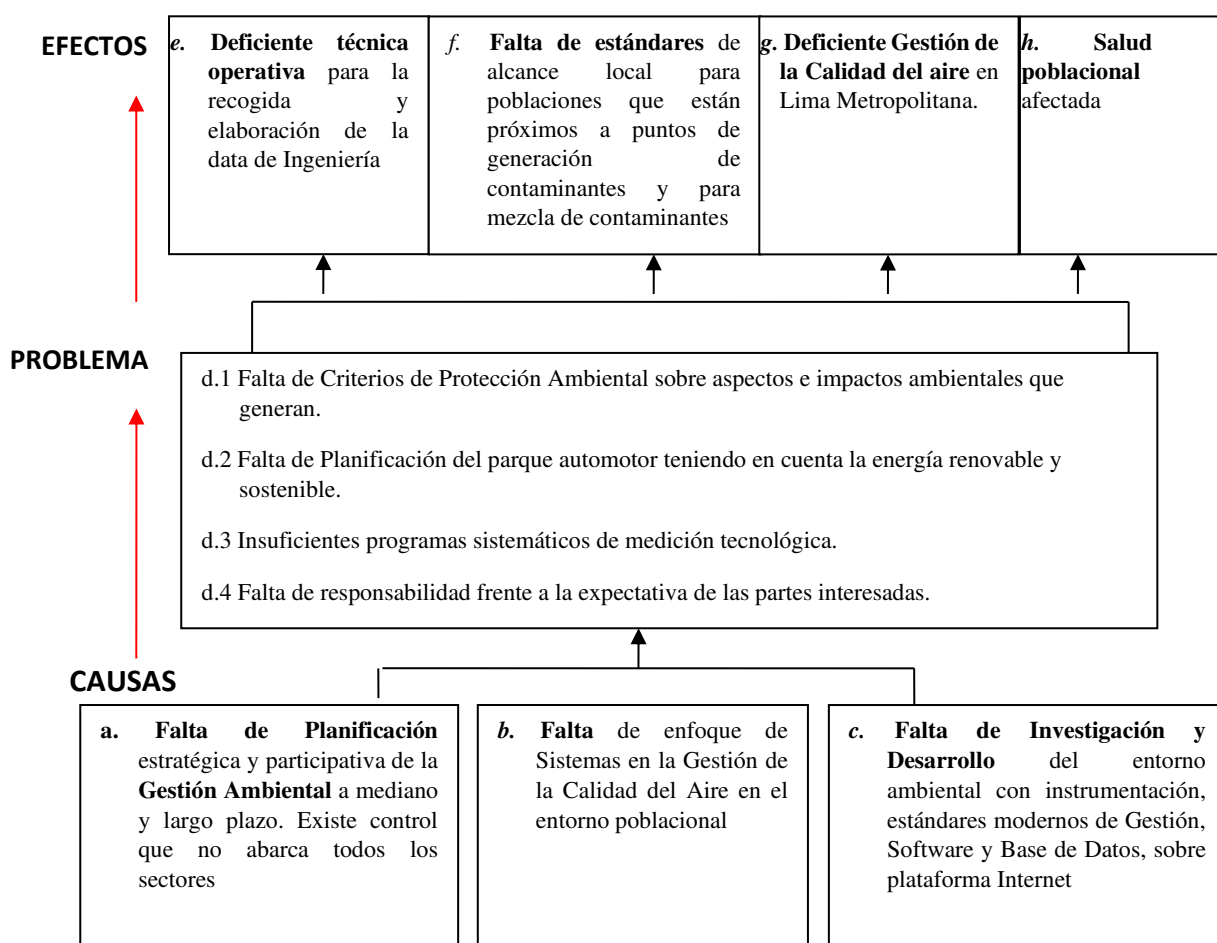 EFECTOS
e. Deficiente técnica
operativa para la
recogida y
elaboración de la
data de Ingeniería
f. Falta de estándares de
alcance local para
poblaciones que están
próximos a puntos de
generación de
contaminantes y para
mezcla de contaminantes
g. Deficiente Gestión de
la Calidad del aire en
Lima Metropolitana.
h. Salud
poblacional
afectada
PROBLEMA
d.1 Falta de Criterios de Protección Ambiental sobre aspectos e impactos ambientales que
generan.
d.2 Falta de Planificación del parque automotor teniendo en cuenta la energía renovable y
sostenible.
d.3 Insuficientes programas sistemáticos de medición tecnológica.
d.4 Falta de responsabilidad frente a la expectativa de las partes interesadas.
CAUSAS
a. Falta de Planificación
estratégica y participativa de la
Gestión Ambiental a mediano
y largo plazo. Existe control
que no abarca todos los
sectores
b. Falta de enfoque de
Sistemas en la Gestión de
la Calidad del Aire en el
entorno poblacional
c. Falta de Investigación y
Desarrollo del entorno
ambiental con instrumentación,
estándares modernos de Gestión,
Software y Base de Datos, sobre
plataforma Internet